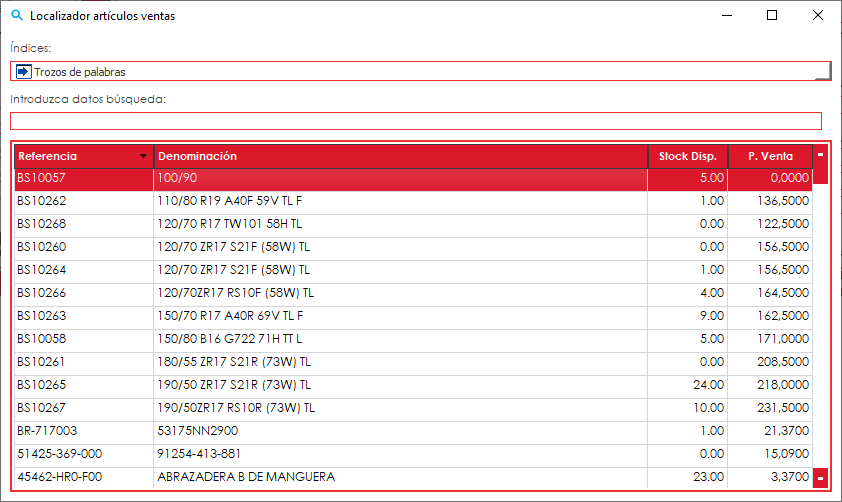 Localizador artículos ventas
Índices:
Trozos de palabras
Introduzca datos búsqueda:
Referencia Denominación Stock Disp. P. Venta
BS10057 100/90 5.00 0,0000
BS10262 110/80 R19 A40F 59V TL F 1.00 136,5000
BS10268 120/70 R17 TW101 58H TL 0.00 122,5000
BS10260 120/70 ZR17 S21F (58W) TL 0.00 156,5000
BS10264 120/70 ZR17 S21F (58W) TL 1.00 156,5000
BS10266 120/70ZR17 RS10F (58W) TL 4.00 164,5000
BS10263 150/70 R17 A40R 69V TL F 9.00 162,5000
BS10058 150/80 B16 G722 71H TT L 5.00 171,0000
BS10261 180/55 ZR17 S21R (73W) TL 0.00 208,5000
BS10265 190/50 ZR17 S21R (73W) TL 24.00 218,0000
BS10267 190/50ZR17 RS10R (73W) TL 10.00 231,5000
BR-717003 53175NN2900 1.00 21,3700
51425-369-000 91254-413-881 0.00 15,0900
45462-HR0-F00 ABRAZADERA B DE MANGUERA 23.00 3,3700